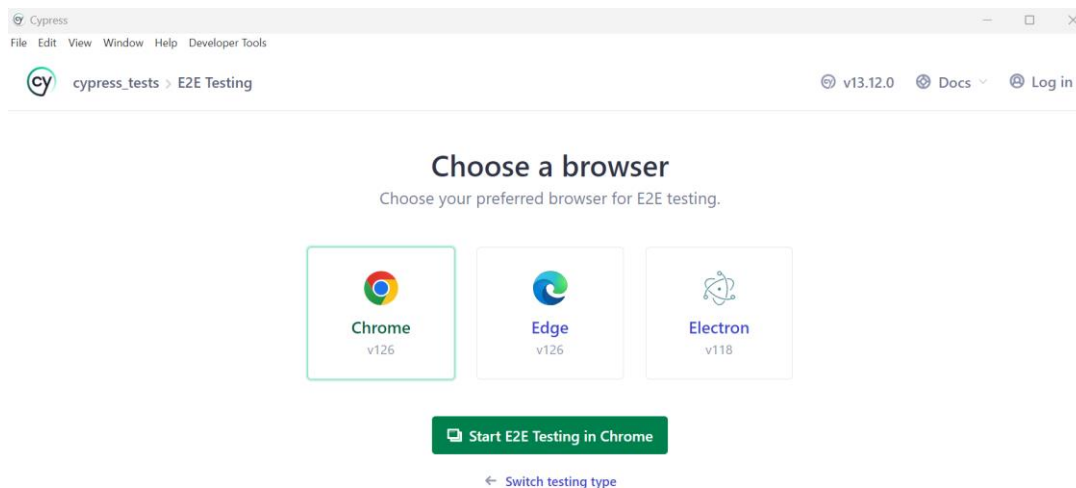 Cypress
File Edit View Window Help Developer Tools
cy cypress_tests > E2E Testing v13.12.0 Docs Log in
Choose a browser
Choose your preferred browser for E2E testing.
Chrome Edge Electron
v126 v126 v118
Start E2E Testing in Chrome
← Switch testing type